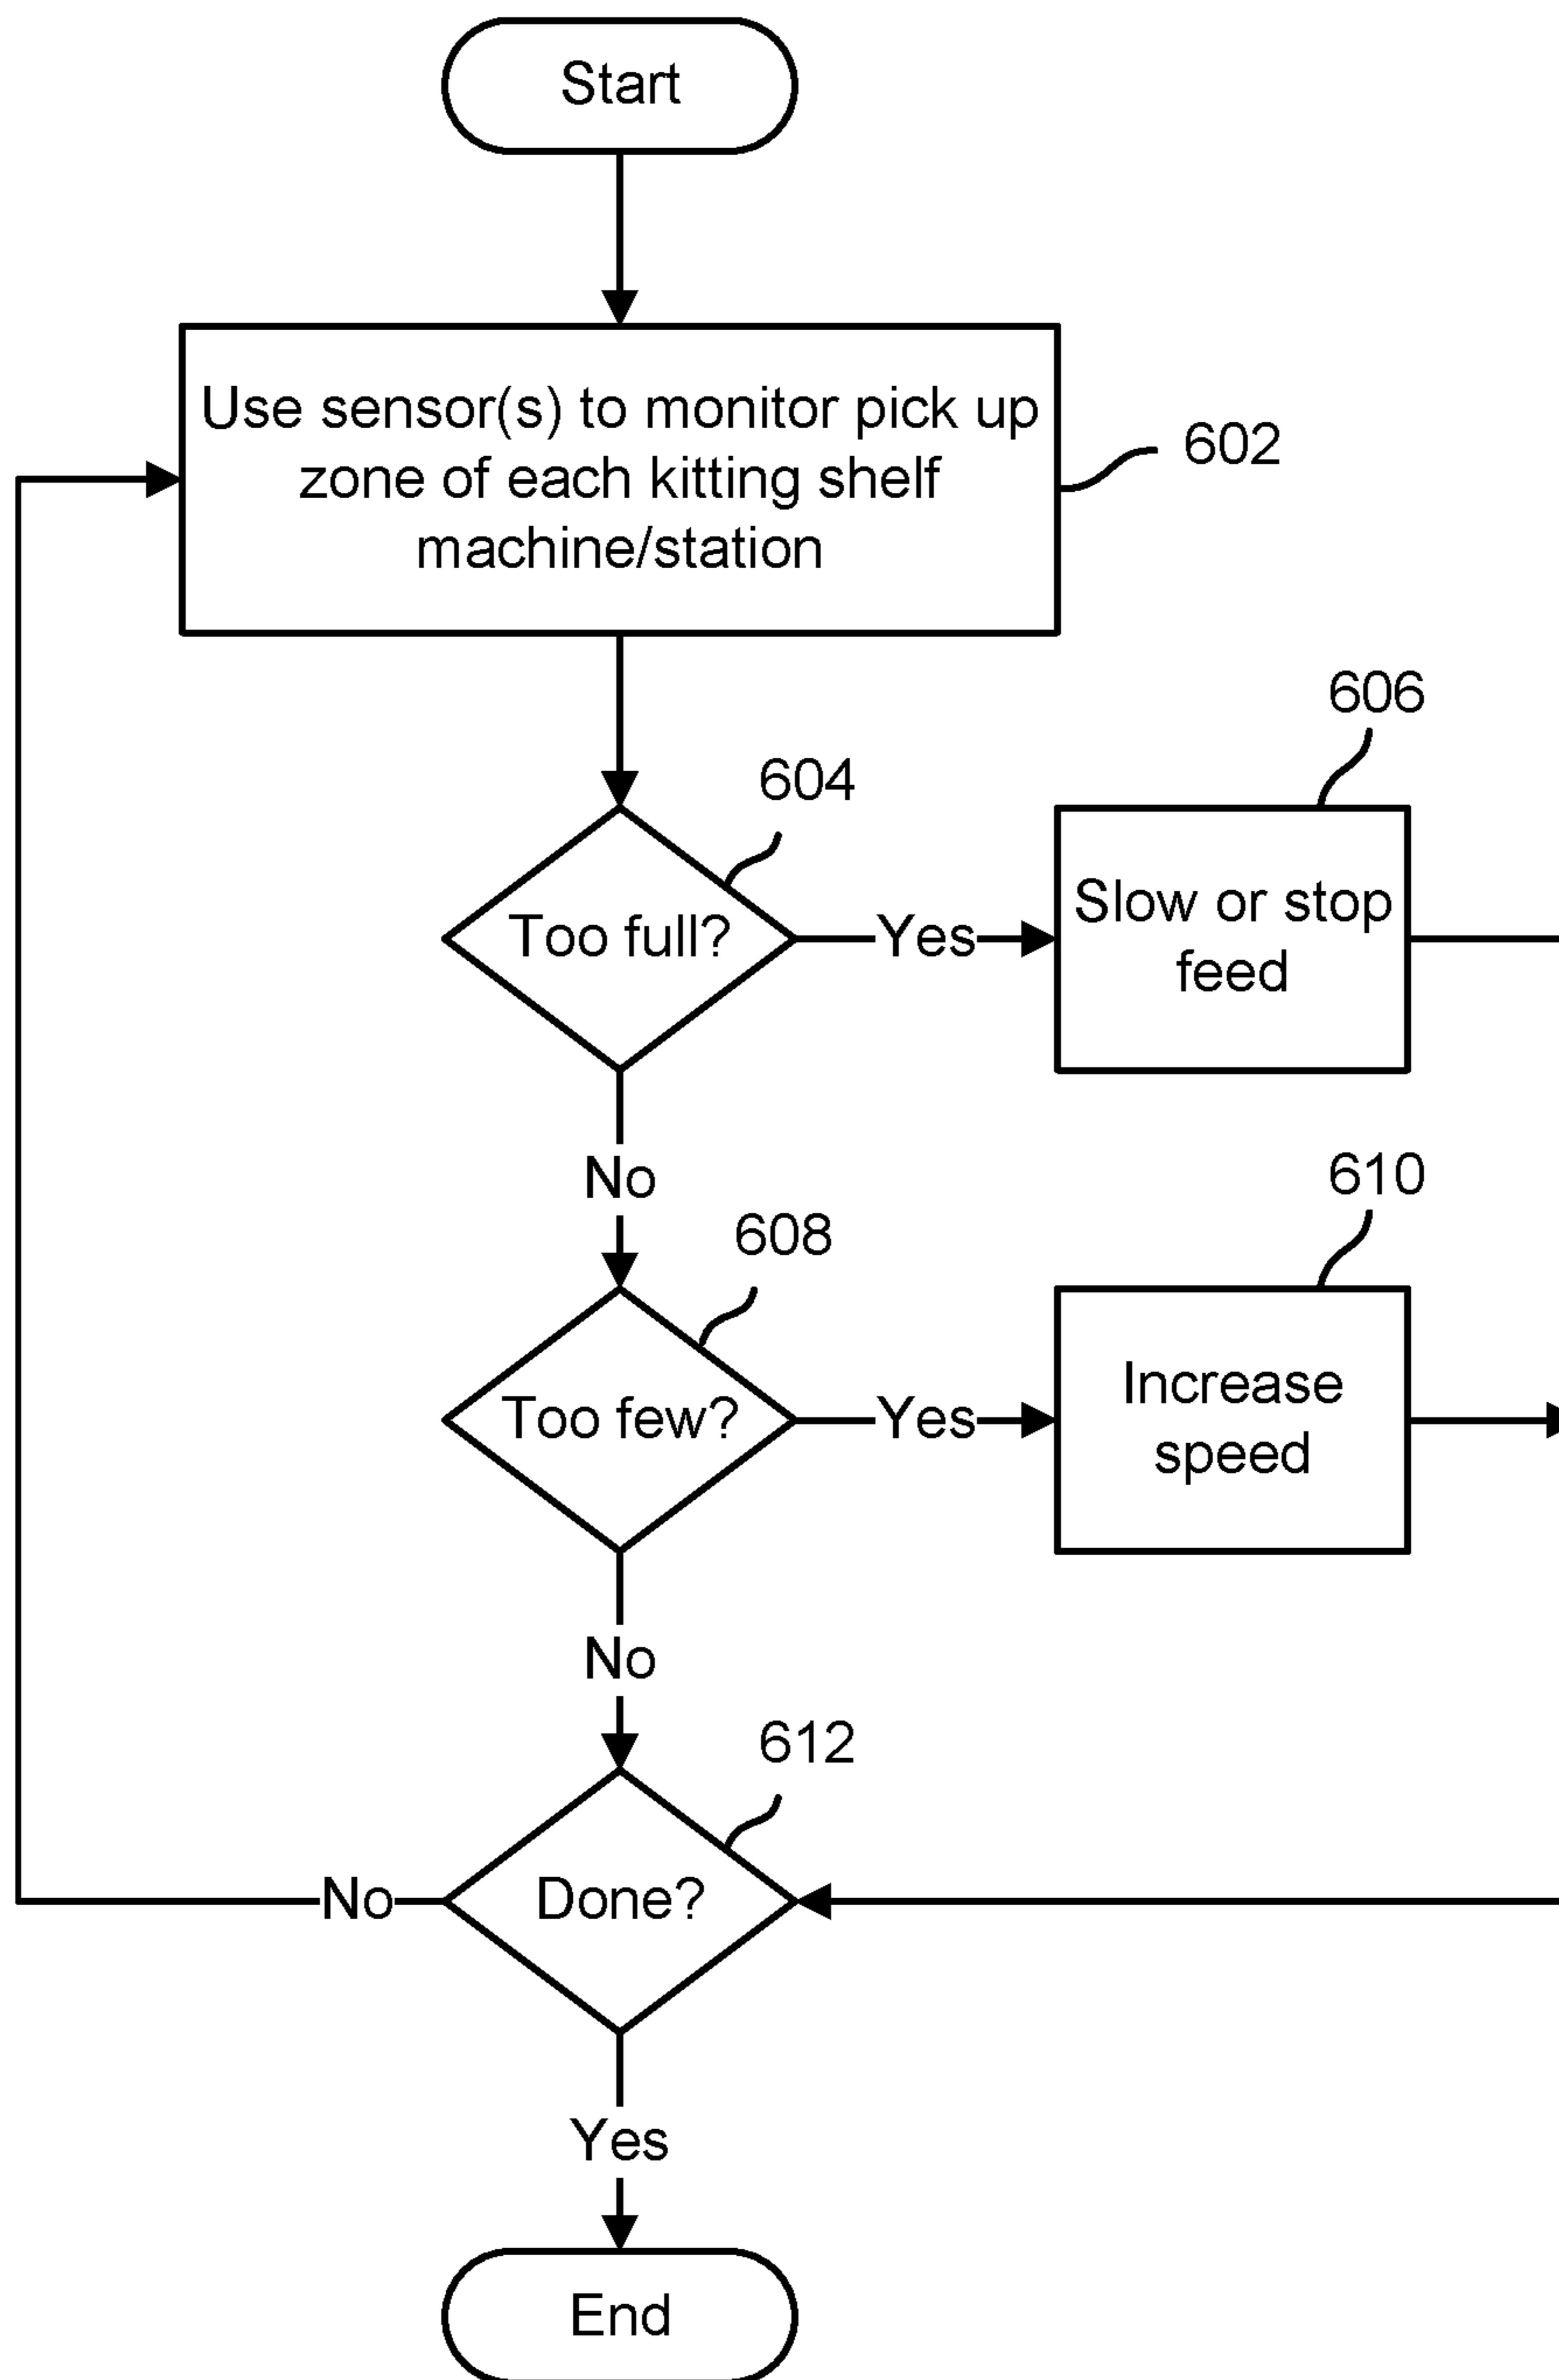 Start
Use sensor(s) to monitor pick up
zone of each kitting shelf
machine/station
602
604
Too full?
Yes
606
Slow or stop
feed
No
608
Too few?
Yes
610
Increase
speed
No
612
Done?
No
Yes
End